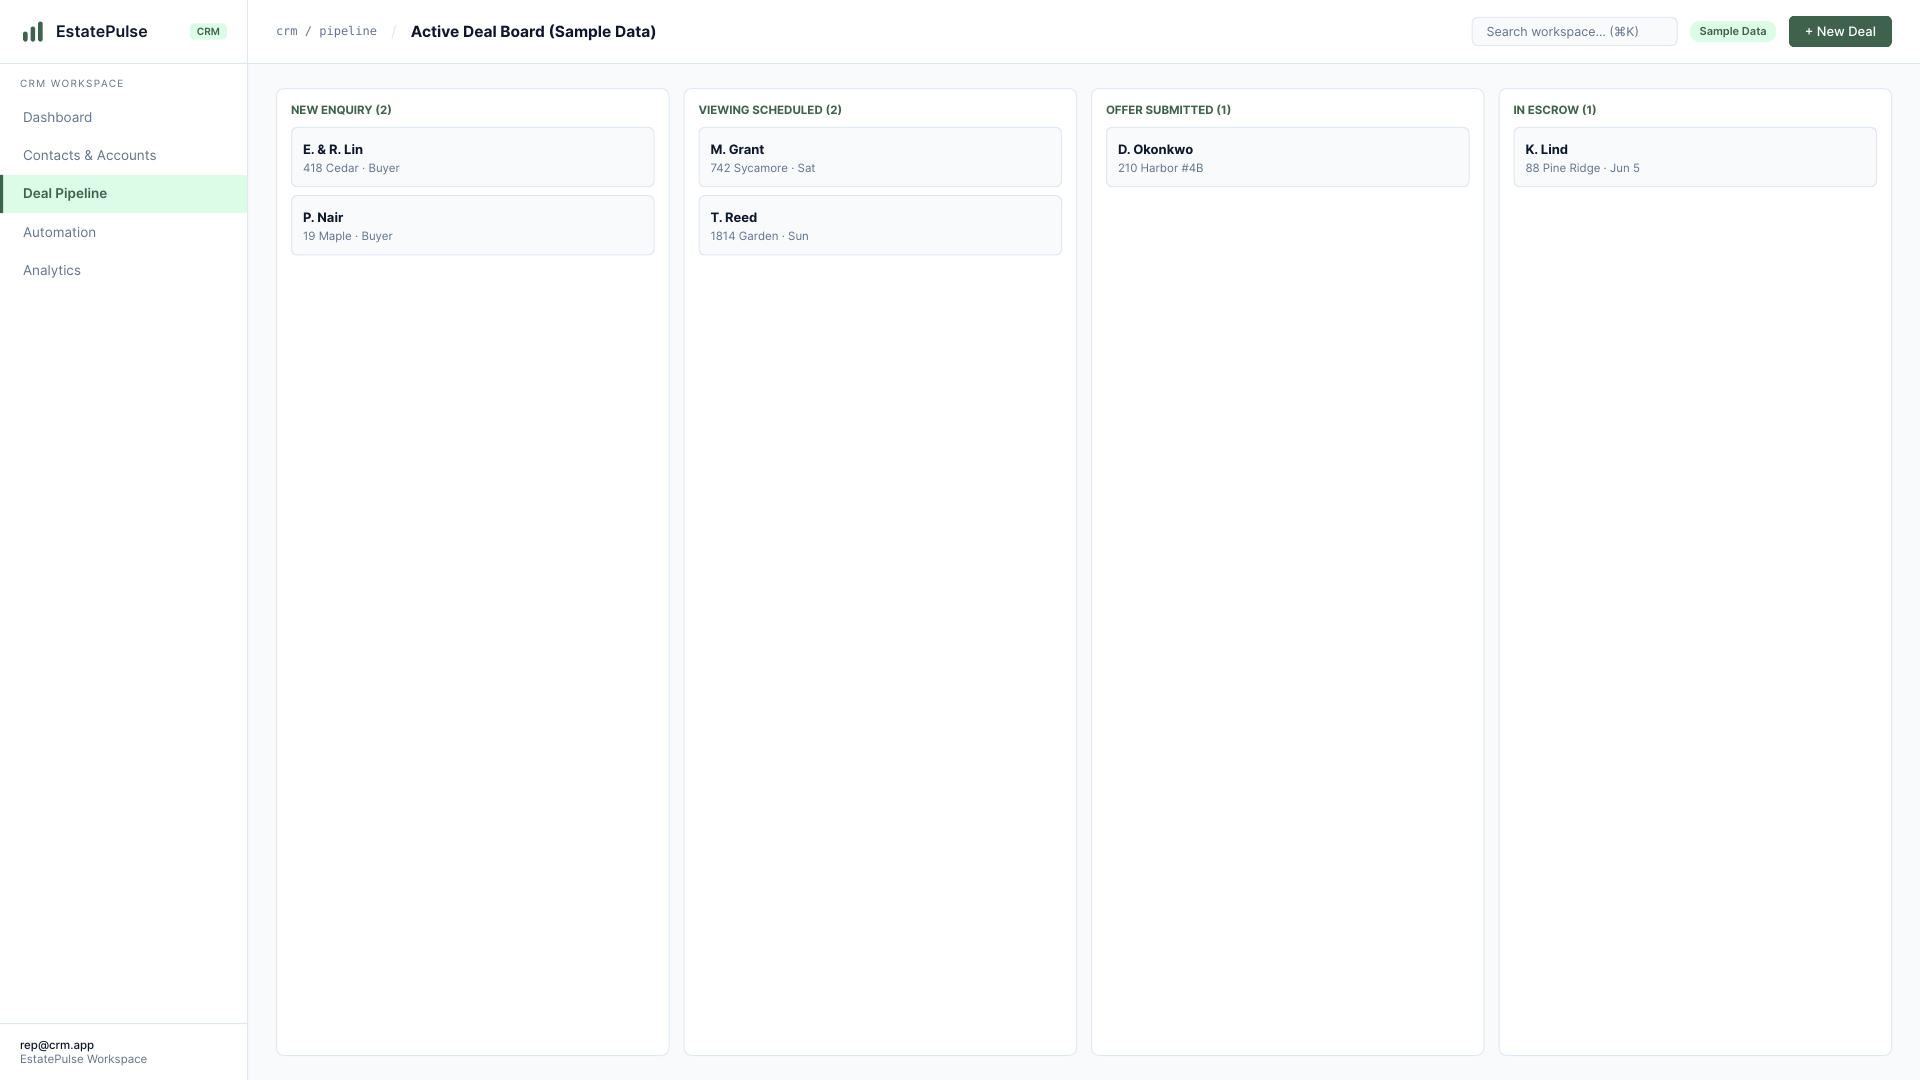 EstatePulse
CRM
CRM WORKSPACE
Dashboard
Contacts & Accounts
Deal Pipeline
Automation
Analytics
rep@crm.app
EstatePulse Workspace
crm / pipeline / Active Deal Board (Sample Data)
Search workspace... (⌘K)
Sample Data
+ New Deal
NEW ENQUIRY (2)
E. & R. Lin
418 Cedar · Buyer
P. Nair
19 Maple · Buyer
VIEWING SCHEDULED (2)
M. Grant
742 Sycamore · Sat
T. Reed
1814 Garden · Sun
OFFER SUBMITTED (1)
D. Okonkwo
210 Harbor #4B
IN ESCROW (1)
K. Lind
88 Pine Ridge · Jun 5